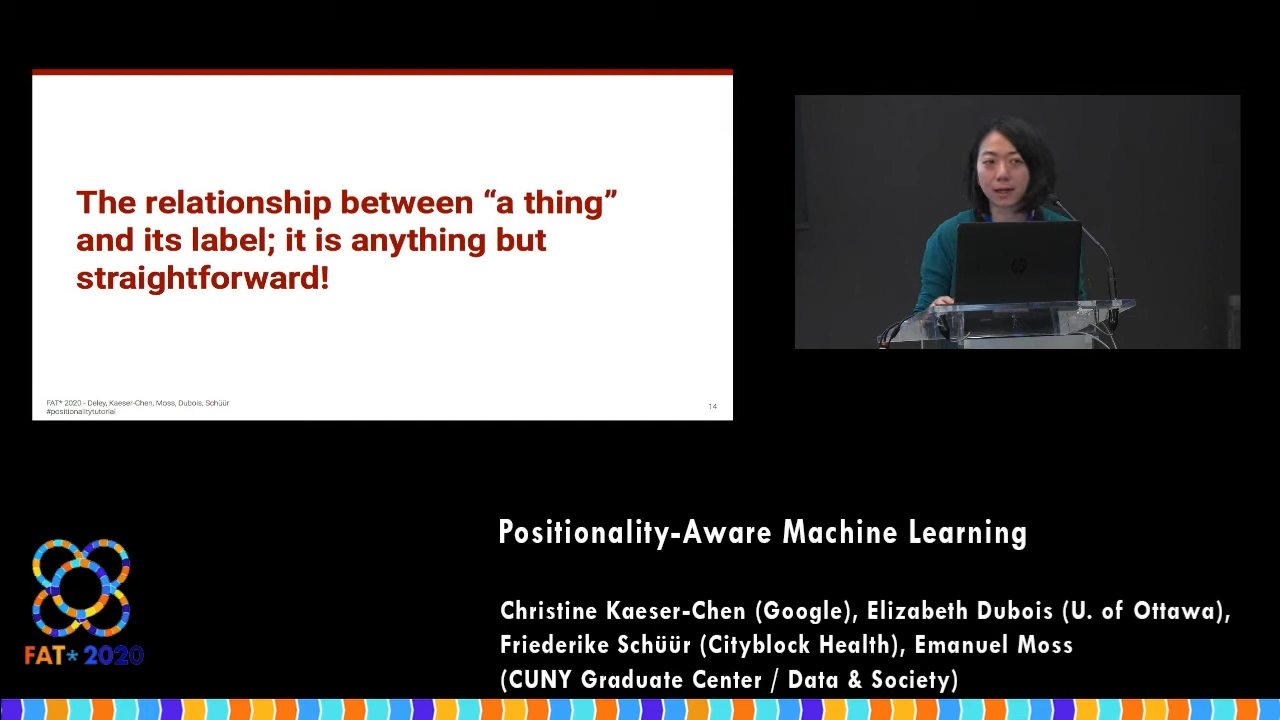 The relationship between “a thing”
and its label; it is anything but
straightforward!
FAT* 2020 - Deley, Kaeser-Chen, Moss, Dubois, Schüür
#positionalitytutorial
14
Positionality-Aware Machine Learning
Christine Kaeser-Chen (Google), Elizabeth Dubois (U. of Ottawa),
Friederike Schüür (Cityblock Health), Emanuel Moss
(CUNY Graduate Center / Data & Society)
FAT* 2020